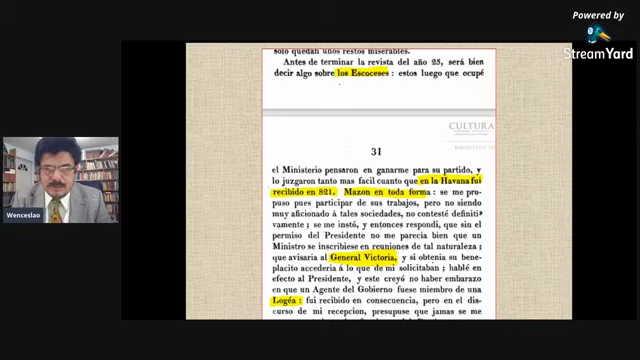 Powered by
StreamYard
solo quedan unos restos miserables.
Antes de terminar la revista del año 25, será bien
decir algo sobre los Escoceses: estos luego que ocupé
CULTURA
31
el Ministerio pensaron en ganarme para su partido, y
lo juzgaron tanto mas facil cuanto que en la Havana fui
recibido en 821. Mazon en toda forma: se me pro-
puso pues participar de sus trabajos, pero no siendo
muy aficionado á tales sociedades, no contesté definiti-
vamente; se me instó, y entonces respondi, que sin el
permiso del Presidente no me parecia bien que un
Ministro se inscribiese en reuniones de tal naturaleza;
que avisaria al General Victoria, y si obtenia su bene-
placito accederia á lo que de mi solicitaban; hablé en
efecto al Presidente, y este creyó no haber embarazo
en que un Agente del Gobierno fuese miembro de una
Logéa: fui recibido en consecuencia, pero en el dis-
curso de mi recepcion, presupuse que jamas se me
Wenceslao